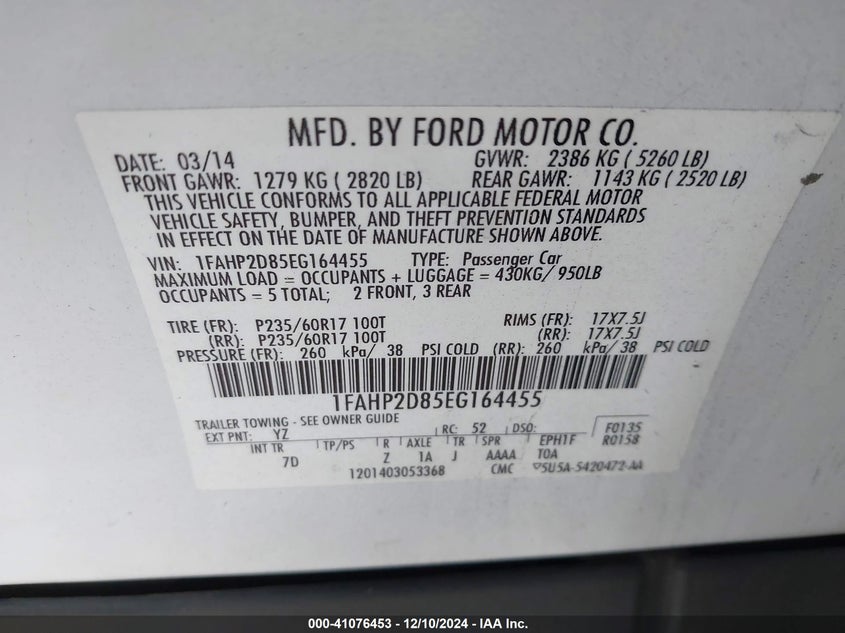 MFD. BY FORD MOTOR CO.
DATE: 03/14 GVWR: 2386 KG ( 5260 LB)
FRONT GAWR: 1279 KG ( 2820 LB) REAR GAWR: 1143 KG ( 2520 LB)
THIS VEHICLE CONFORMS TO ALL APPLICABLE FEDERAL MOTOR
VEHICLE SAFETY, BUMPER, AND THEFT PREVENTION STANDARDS
IN EFFECT ON THE DATE OF MANUFACTURE SHOWN ABOVE.
VIN: 1FAHP2D85EG164455 TYPE: Passenger Car
MAXIMUM LOAD = OCCUPANTS + LUGGAGE = 430KG/ 950LB
OCCUPANTS = 5 TOTAL; 2 FRONT, 3 REAR
TIRE (FR): P235/60R17 100T RIMS (FR): 17X7.5J
(RR): P235/60R17 100T (RR): 17X7.5J
PRESSURE (FR): 260 kPa/ 38 PSI COLD (RR): 260 kPa/ 38 PSI COLD
1FAHP2D85EG164455
TRAILER TOWING - SEE OWNER GUIDE
EXT PNT: YZ RC: 52 DSO: F0135
INT TR TP/PS R AXLE TR SPR EPH1F R0158
7D Z 1A J AAAA TOA
1201403053368 CMC 5U5A-5420472-AA
000-41076453 - 12/10/2024 - IAA Inc.